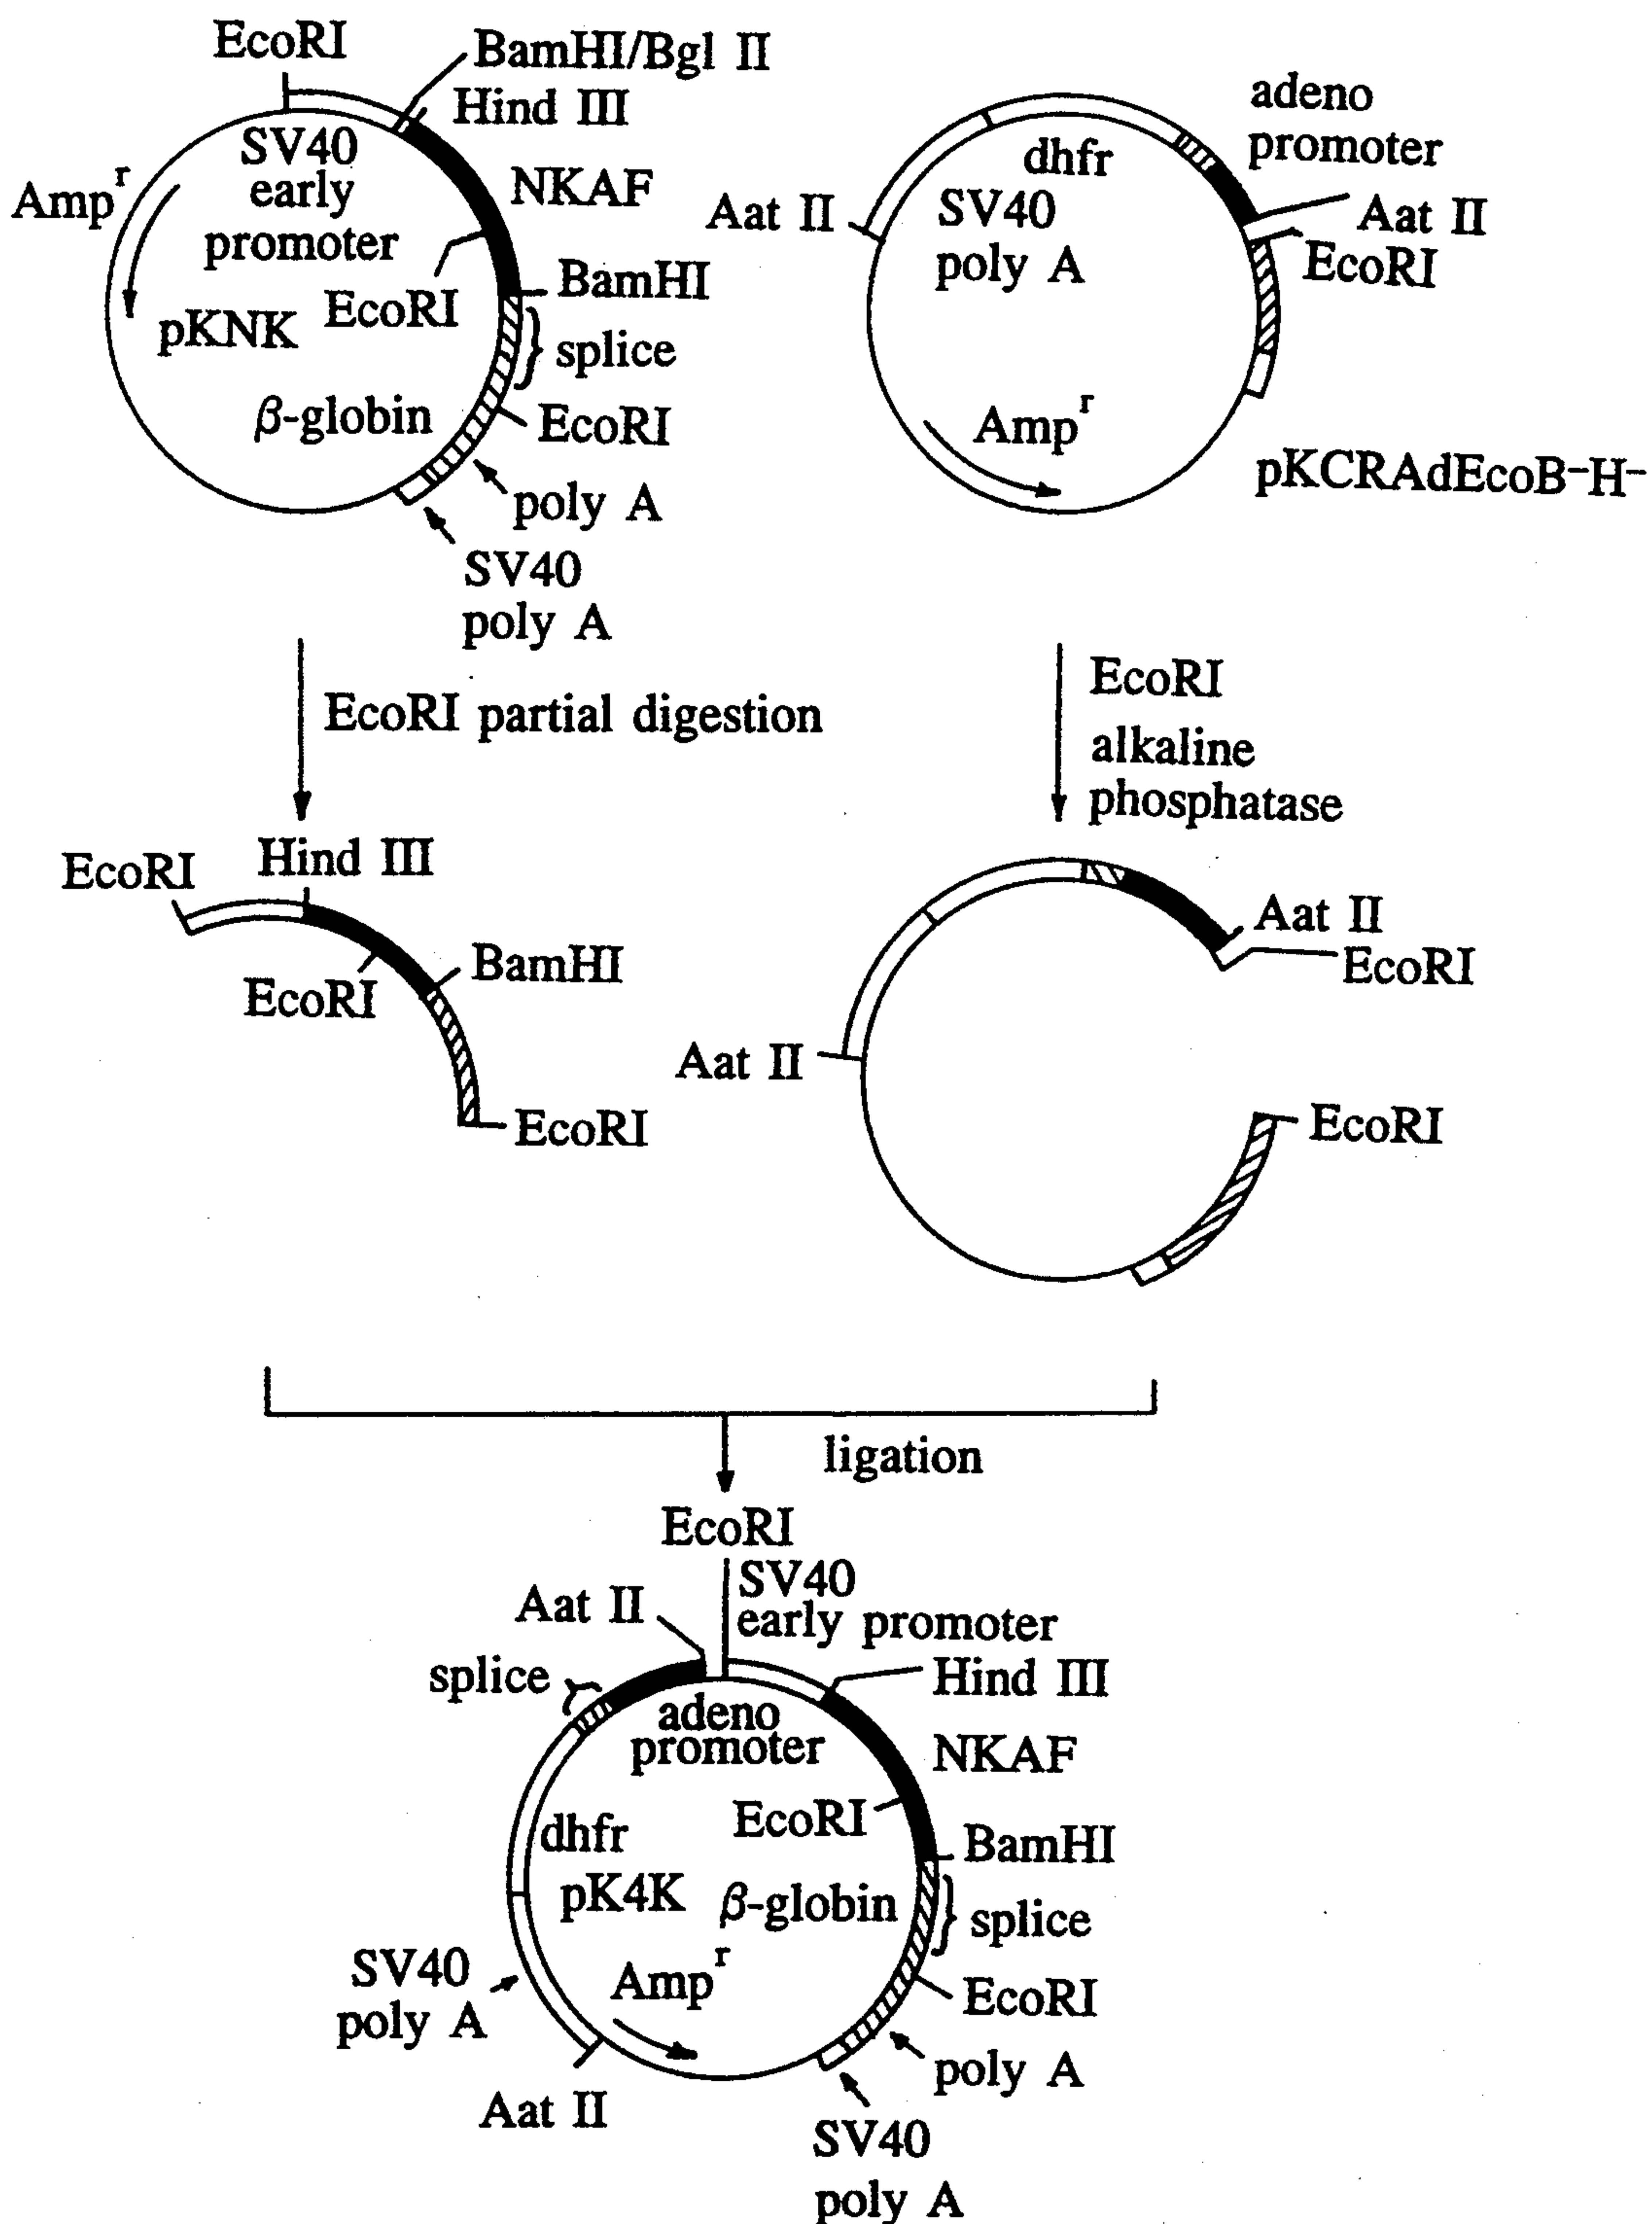 EcoRI
BamHI/Bgl II
Hind III
SV40
early
promoter
Amp^r
NKAF
EcoRI
BamHI
pKNK
splice
β-globin
EcoRI
poly A
SV40
poly A
adeno
promoter
dhfr
Aat II
SV40
poly A
Aat II
EcoRI
Amp^r
pKCRAdEcoB⁻H⁻
EcoRI partial digestion
EcoRI
alkaline
phosphatase
EcoRI
Hind III
BamHI
EcoRI
EcoRI
Aat II
EcoRI
Aat II
EcoRI
ligation
EcoRI
SV40
early promoter
Aat II
splice
Hind III
adeno
promoter
NKAF
EcoRI
dhfr
BamHI
pK4K
β-globin
splice
SV40
poly A
Amp^r
EcoRI
poly A
Aat II
SV40
poly A